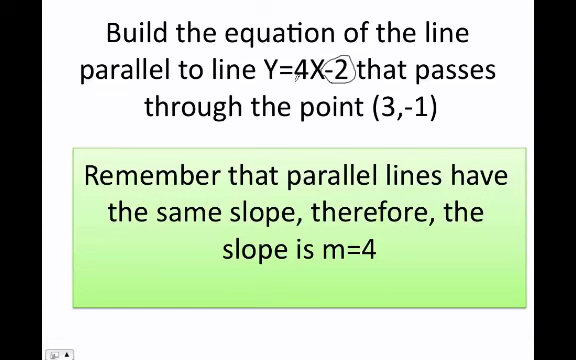 Build the equation of the line
parallel to line Y=4X-2 that passes
through the point (3,-1)
Remember that parallel lines have
the same slope, therefore, the
slope is m=4